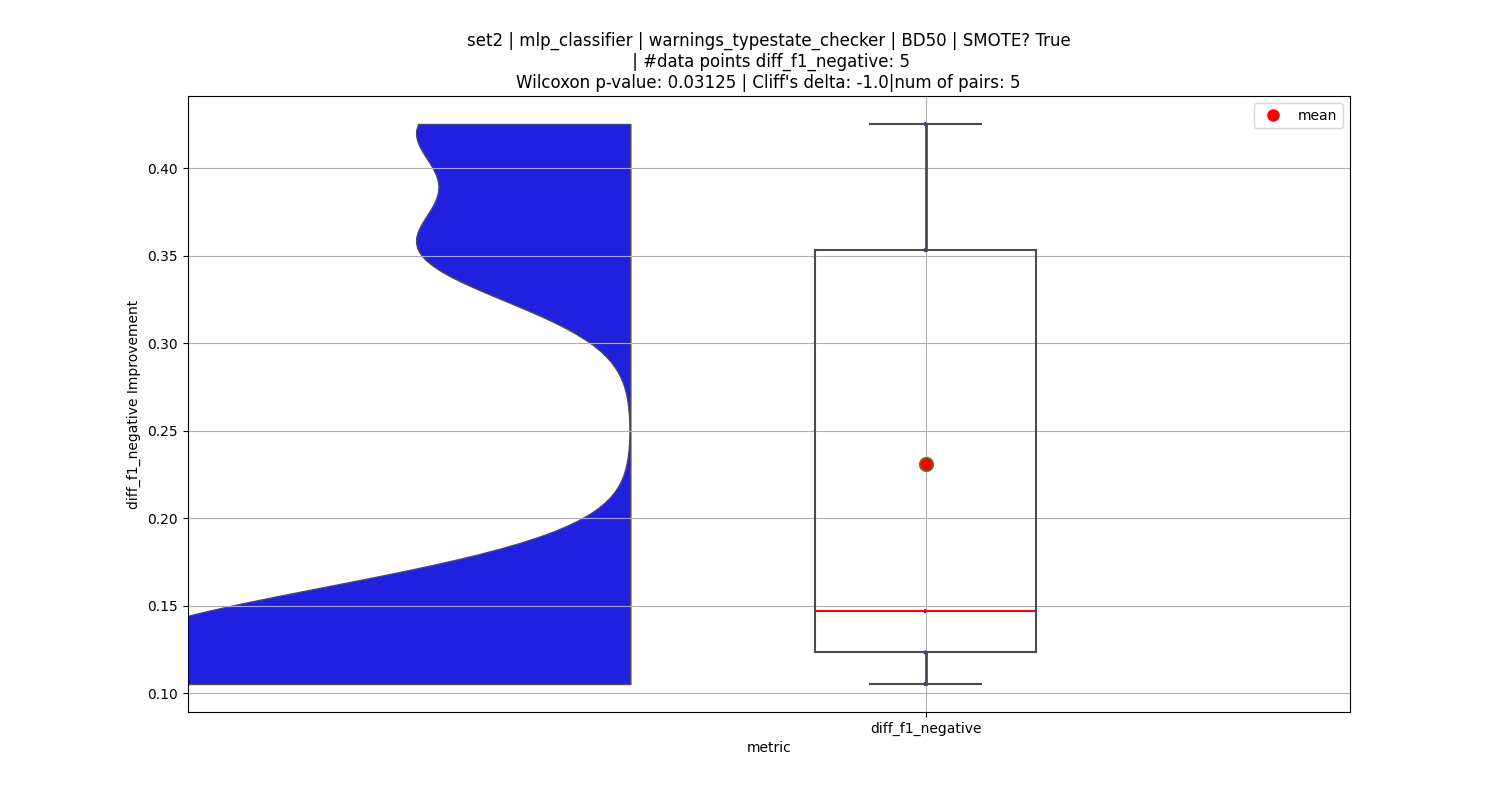 set2 | mlp_classifier | warnings_typestate_checker | BD50 | SMOTE? True
| #data points diff_f1_negative: 5
Wilcoxon p-value: 0.03125 | Cliff's delta: -1.0|num of pairs: 5
mean
0.40
0.35
0.30
0.25
0.20
0.15
0.10
diff_f1_negative Improvement
diff_f1_negative
metric